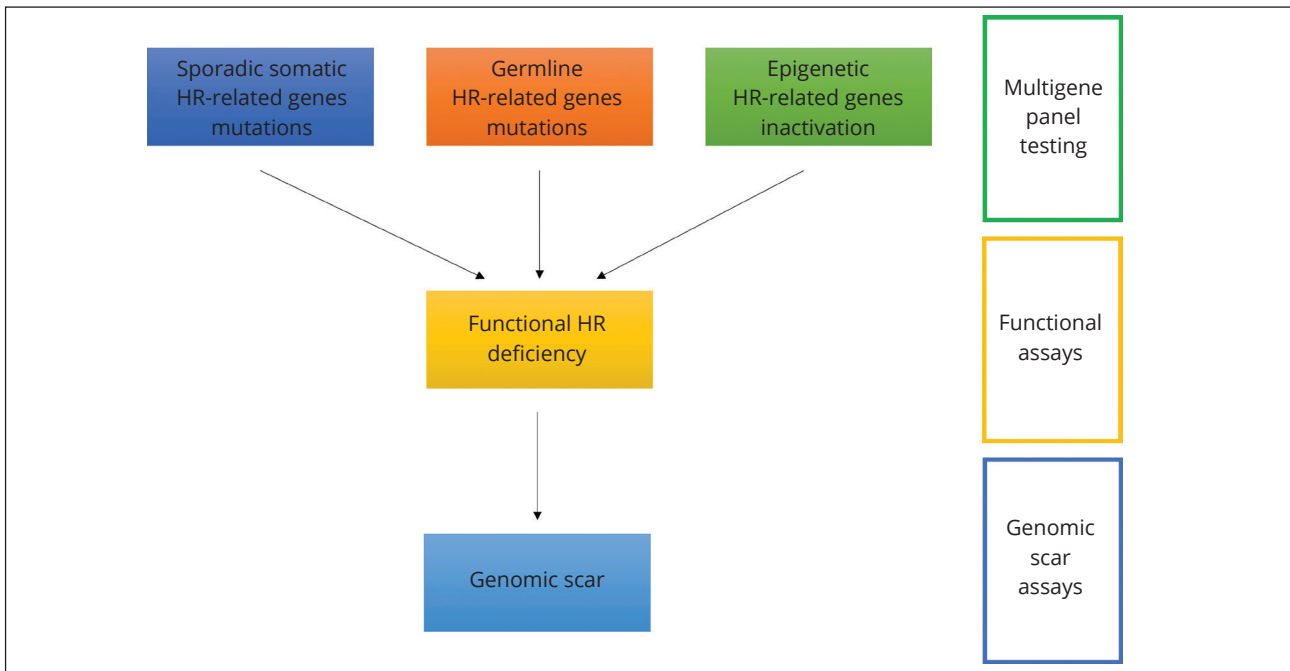 Sporadic somatic
HR-related genes
mutations
Germline
HR-related genes
mutations
Epigenetic
HR-related genes
inactivation
Multigene
panel
testing
Functional HR
deficiency
Functional
assays
Genomic scar
Genomic
scar
assays